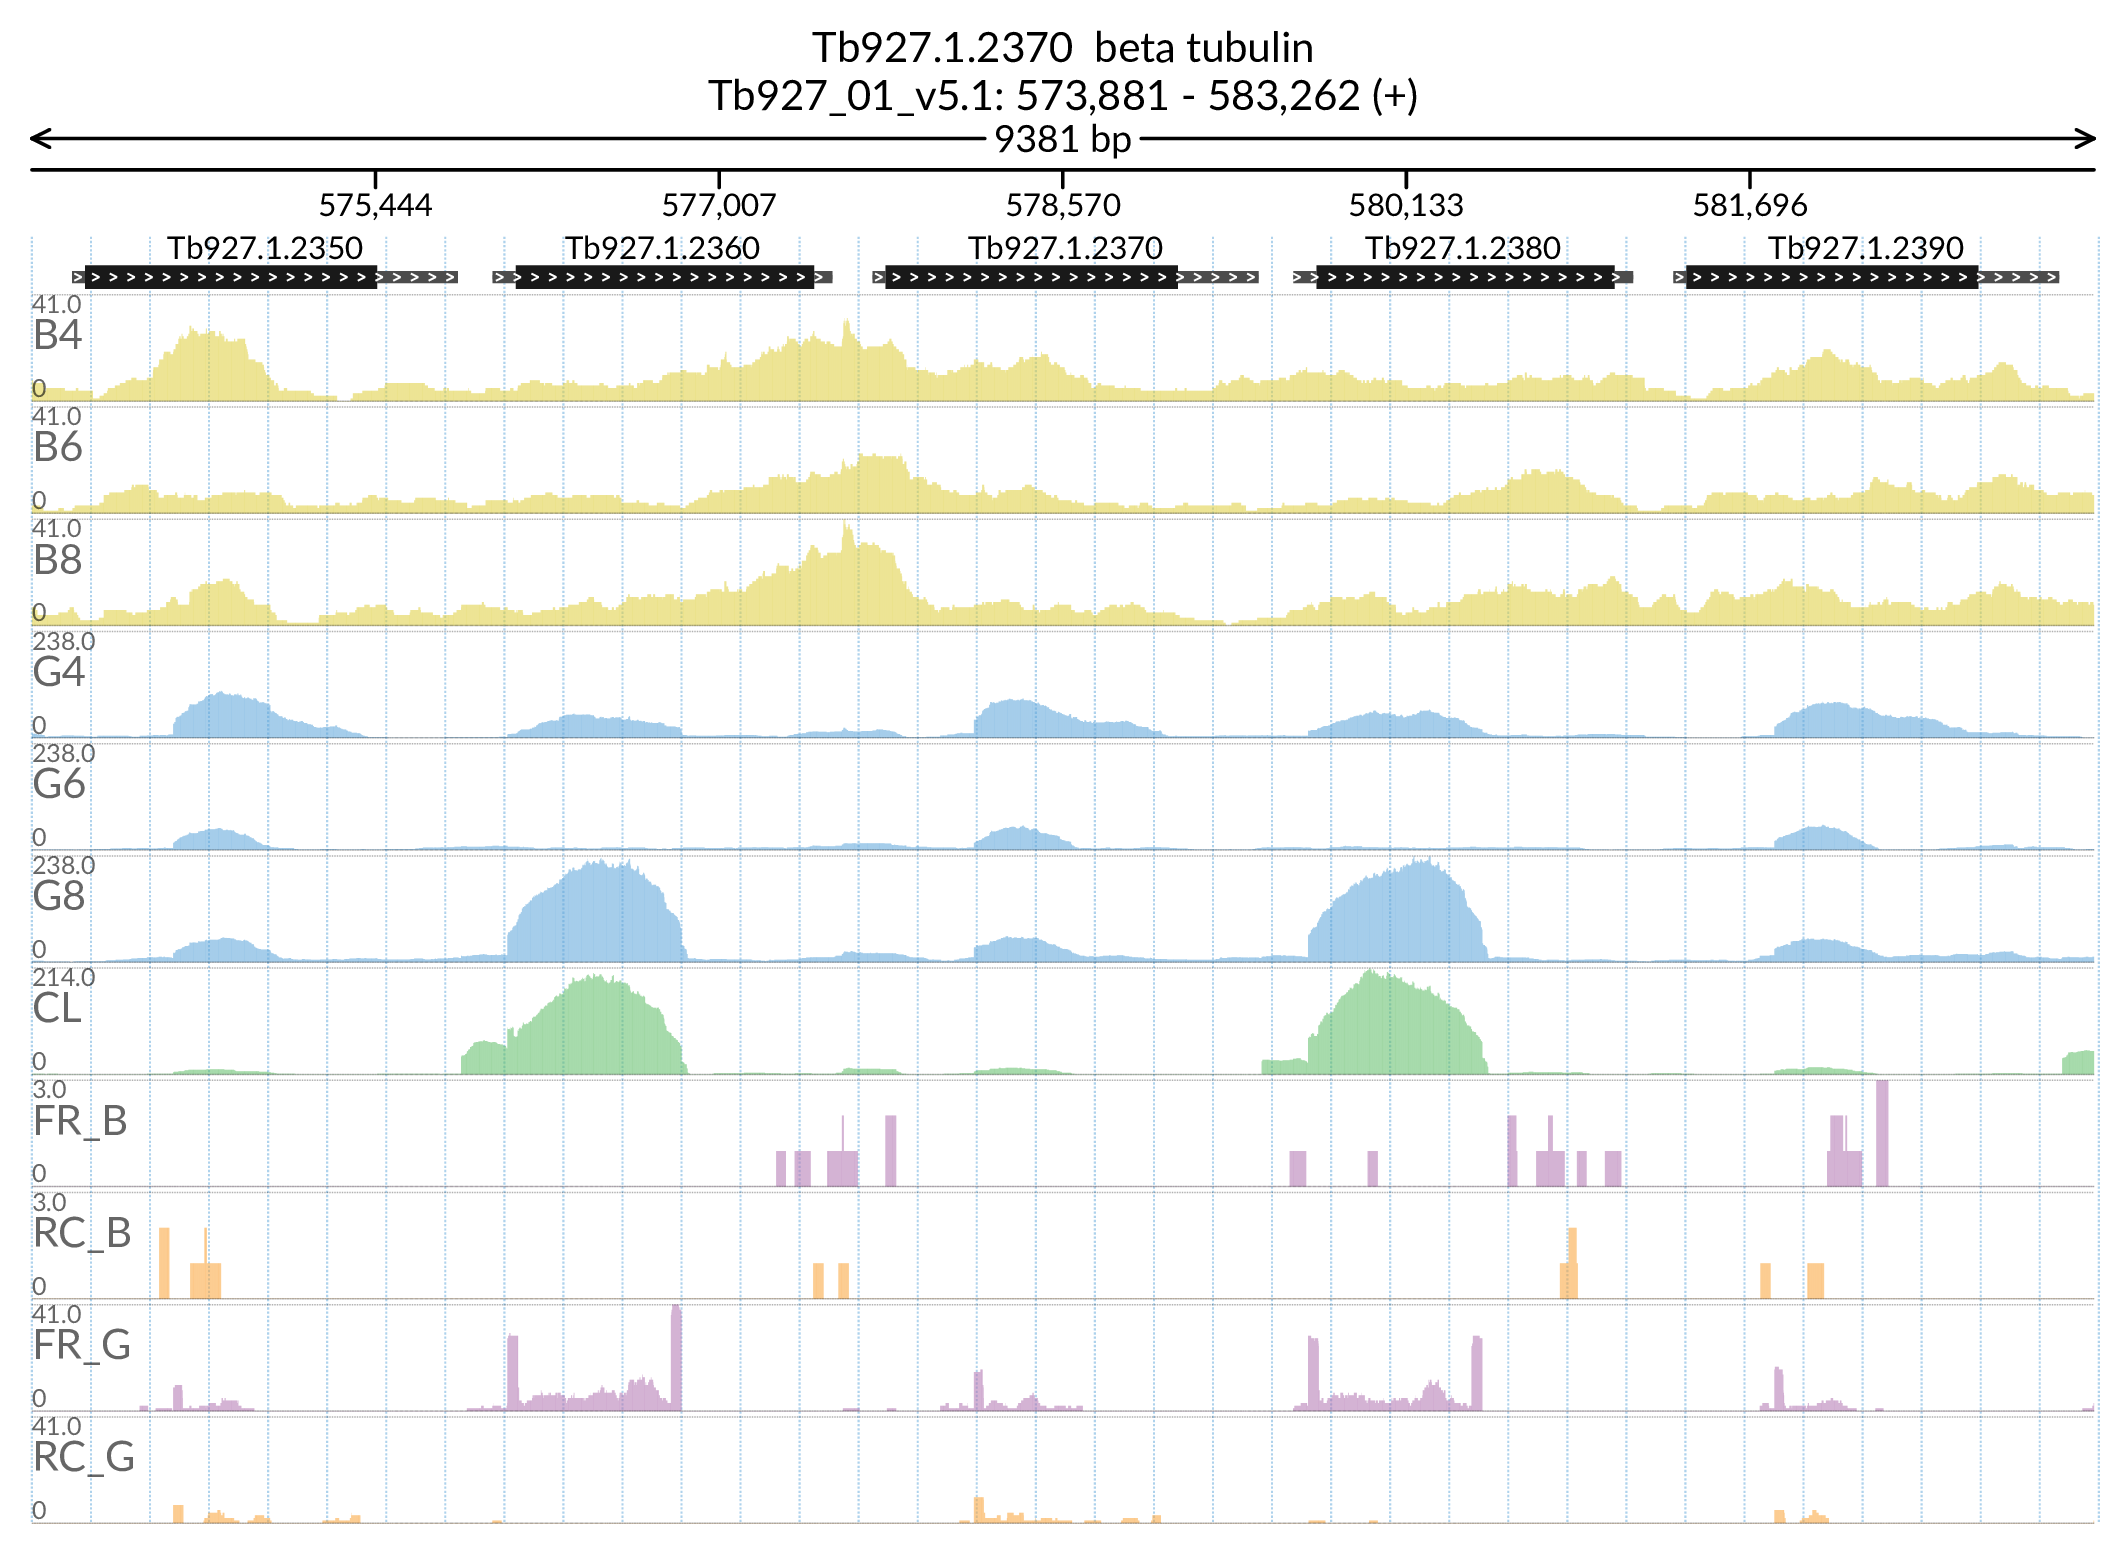 Tb927.1.2370  beta tubulin
Tb927_01_v5.1: 573,881 - 583,262 (+)
9381 bp
575,444 577,007 578,570 580,133 581,696
Tb927.1.2350 Tb927.1.2360 Tb927.1.2370 Tb927.1.2380 Tb927.1.2390
41.0
B4
0
41.0
B6
0
41.0
B8
0
238.0
G4
0
238.0
G6
0
238.0
G8
0
214.0
CL
0
3.0
FR_B
0
3.0
RC_B
0
41.0
FR_G
0
41.0
RC_G
0